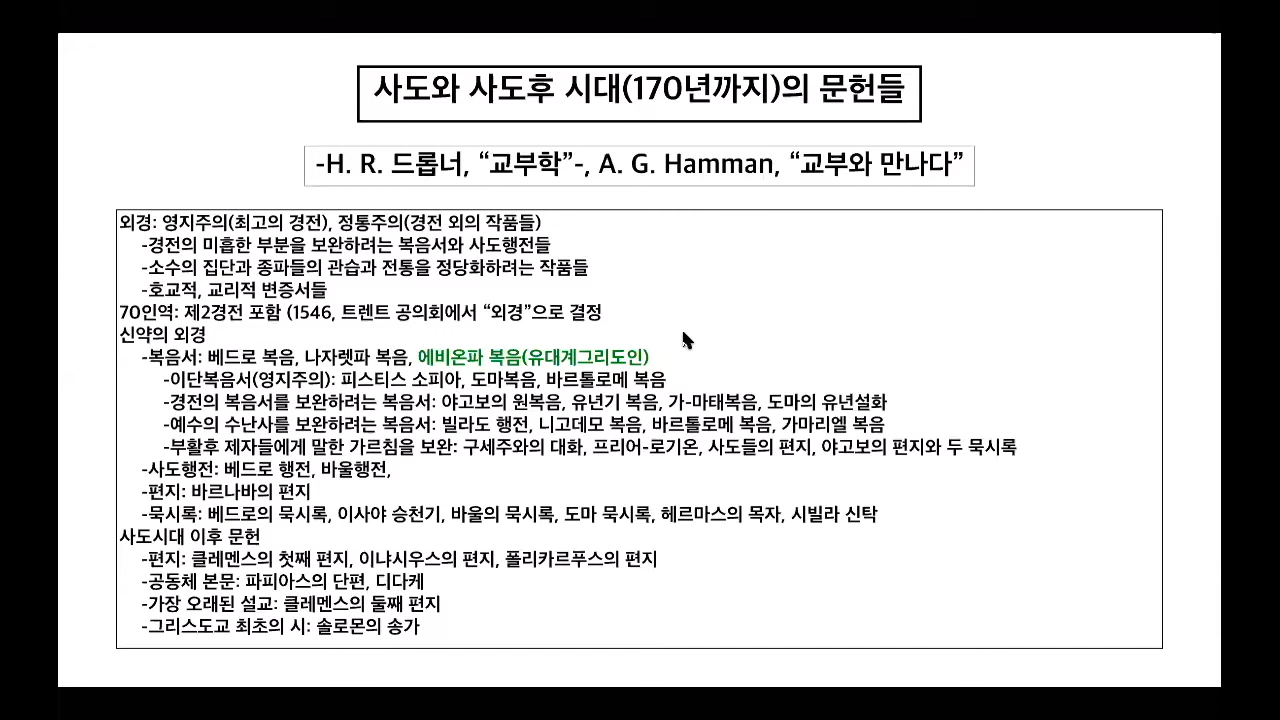 사도와 사도후 시대(170년까지)의 문헌들
-H. R. 드롭너, “교부학”-, A. G. Hamman, “교부와 만나다”
외경: 영지주의(최고의 경전), 정통주의(경전 외의 작품들)
-경전의 미흡한 부분을 보완하려는 복음서와 사도행전들
-소수의 집단과 종파들의 관습과 전통을 정당화하려는 작품들
-호교적, 교리적 변증서들
70인역: 제2경전 포함 (1546, 트렌트 공의회에서 “외경”으로 결정
신약의 외경
-복음서: 베드로 복음, 나자렛파 복음, 에비온파 복음(유대계그리도인)
-이단복음서(영지주의): 피스티스 소피아, 도마복음, 바르톨로메 복음
-경전의 복음서를 보완하려는 복음서: 야고보의 원복음, 유년기 복음, 가-마태복음, 도마의 유년설화
-예수의 수난사를 보완하려는 복음서: 빌라도 행전, 니고데모 복음, 바르톨로메 복음, 가마리엘 복음
-부활후 제자들에게 말한 가르침을 보완: 구세주와의 대화, 프리어-로기온, 사도들의 편지, 야고보의 편지와 두 묵시록
-사도행전: 베드로 행전, 바울행전,
-편지: 바르나바의 편지
-묵시록: 베드로의 묵시록, 이사야 승천기, 바울의 묵시록, 도마 묵시록, 헤르마스의 목자, 시빌라 신탁
사도시대 이후 문헌
-편지: 클레멘스의 첫째 편지, 이냐시우스의 편지, 폴리카르푸스의 편지
-공동체 본문: 파피아스의 단편, 디다케
-가장 오래된 설교: 클레멘스의 둘째 편지
-그리스도교 최초의 시: 솔로몬의 송가